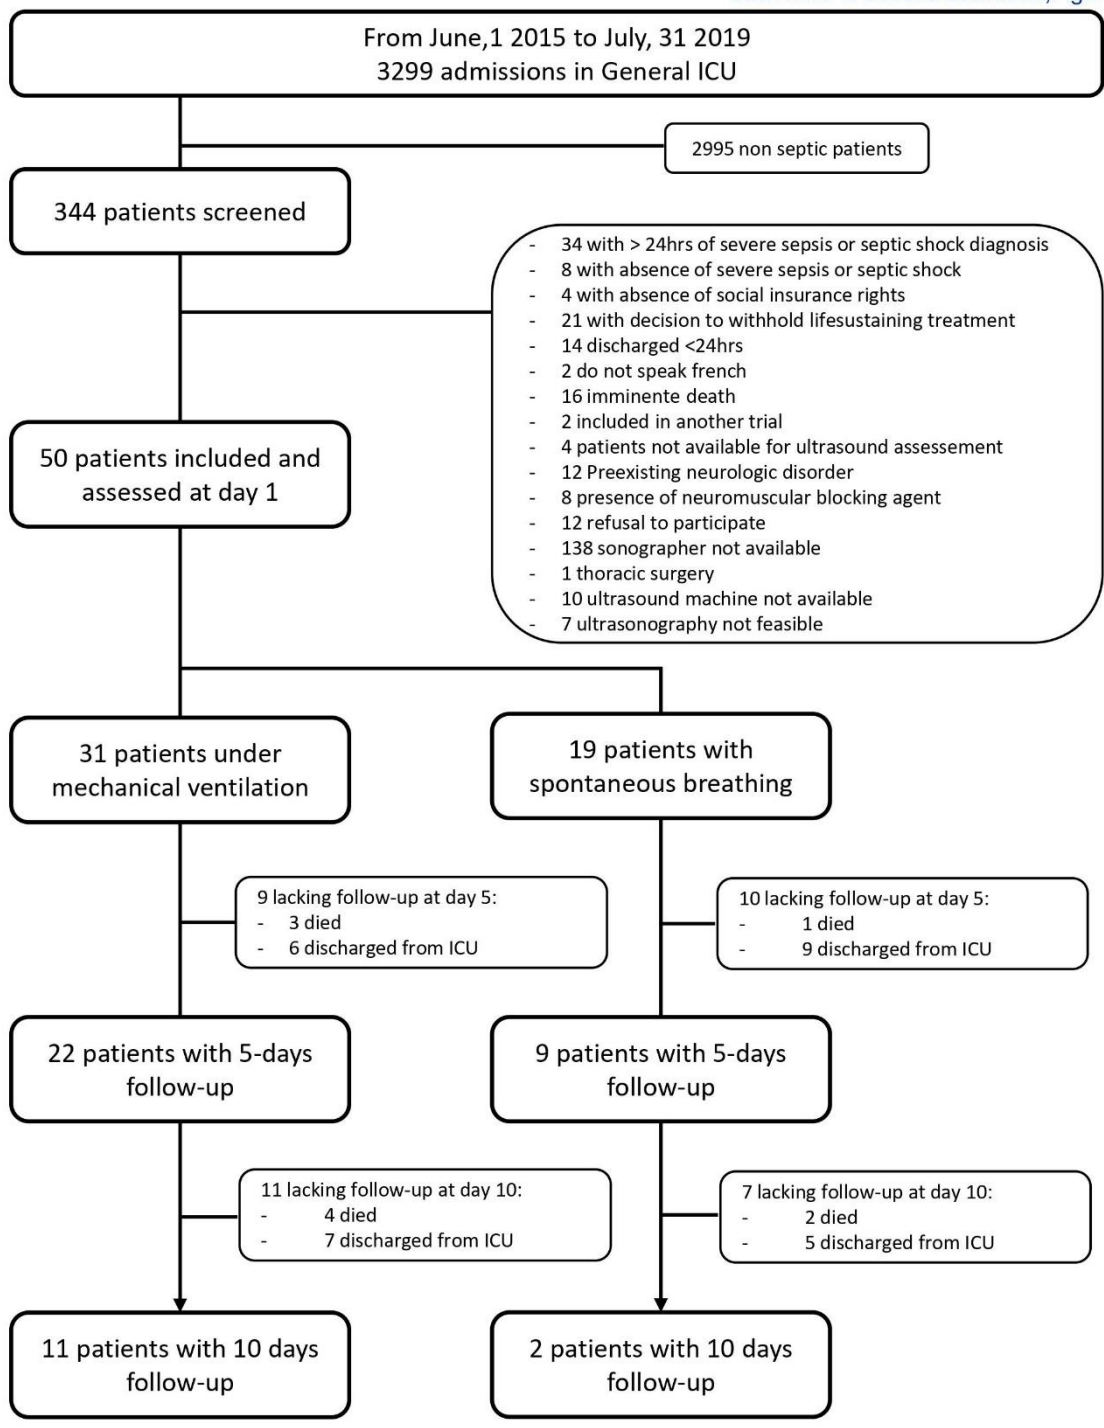 From June,1 2015 to July, 31 2019
3299 admissions in General ICU
2995 non septic patients
344 patients screened
- 34 with > 24hrs of severe sepsis or septic shock diagnosis
- 8 with absence of severe sepsis or septic shock
- 4 with absence of social insurance rights
- 21 with decision to withhold lifesustaining treatment
- 14 discharged <24hrs
- 2 do not speak french
- 16 imminente death
- 2 included in another trial
- 4 patients not available for ultrasound assessement
- 12 Preexisting neurologic disorder
- 8 presence of neuromuscular blocking agent
- 12 refusal to participate
- 138 sonographer not available
- 1 thoracic surgery
- 10 ultrasound machine not available
- 7 ultrasonography not feasible
50 patients included and
assessed at day 1
31 patients under
mechanical ventilation
19 patients with
spontaneous breathing
9 lacking follow-up at day 5:
- 3 died
- 6 discharged from ICU
10 lacking follow-up at day 5:
- 1 died
- 9 discharged from ICU
22 patients with 5-days
follow-up
9 patients with 5-days
follow-up
11 lacking follow-up at day 10:
- 4 died
- 7 discharged from ICU
7 lacking follow-up at day 10:
- 2 died
- 5 discharged from ICU
11 patients with 10 days
follow-up
2 patients with 10 days
follow-up